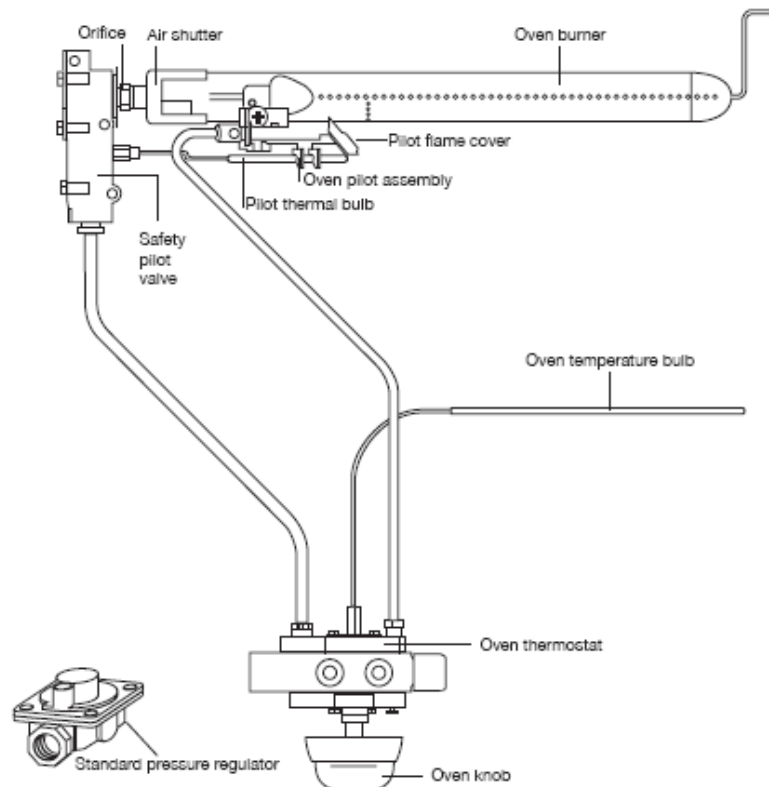 Orifice
Air shutter
Oven burner
Pilot flame cover
Oven pilot assembly
Pilot thermal bulb
Safety
pilot
valve
Oven temperature bulb
Oven thermostat
Standard pressure regulator
Oven knob